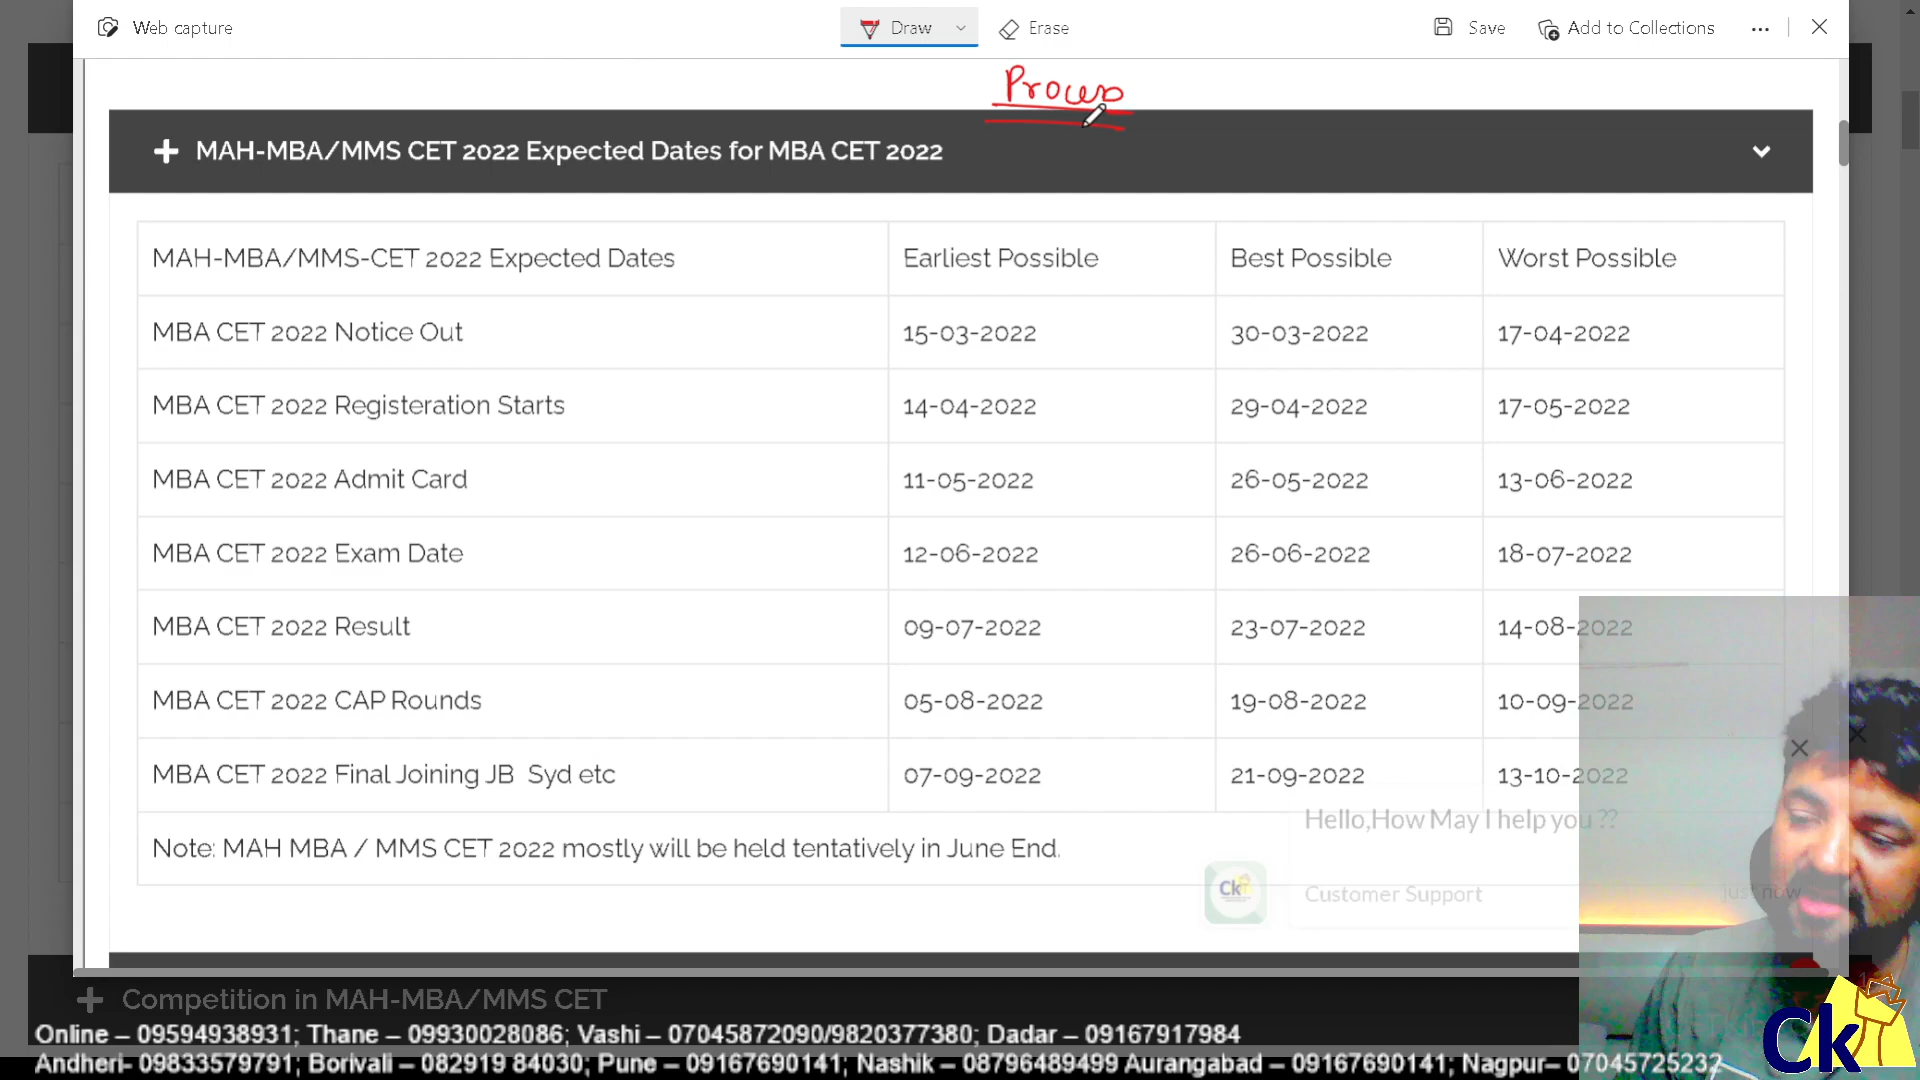 Web capture
Draw
Erase
Save
Add to Collections
Process
MAH-MBA/MMS CET 2022 Expected Dates for MBA CET 2022
MAH-MBA/MMS-CET 2022 Expected Dates Earliest Possible Best Possible Worst Possible
MBA CET 2022 Notice Out 15-03-2022 30-03-2022 17-04-2022
MBA CET 2022 Registeration Starts 14-04-2022 29-04-2022 17-05-2022
MBA CET 2022 Admit Card 11-05-2022 26-05-2022 13-06-2022
MBA CET 2022 Exam Date 12-06-2022 26-06-2022 18-07-2022
MBA CET 2022 Result 09-07-2022 23-07-2022 14-08-2022
MBA CET 2022 CAP Rounds 05-08-2022 19-08-2022 10-09-2022
MBA CET 2022 Final Joining JB Syd etc 07-09-2022 21-09-2022 13-10-2022
Hello,How May I help you ??
Note: MAH MBA / MMS CET 2022 mostly will be held tentatively in June End.
Ck
Customer Support just now
Competition in MAH-MBA/MMS CET
Online – 09594938931; Thane – 09930028086; Vashi – 07045872090/9820377380; Dadar – 09167917984
Andheri- 09833579791; Borivali – 082919 84030; Pune – 09167690141; Nashik – 08796489499 Aurangabad – 09167690141; Nagpur– 07045725232
Ck